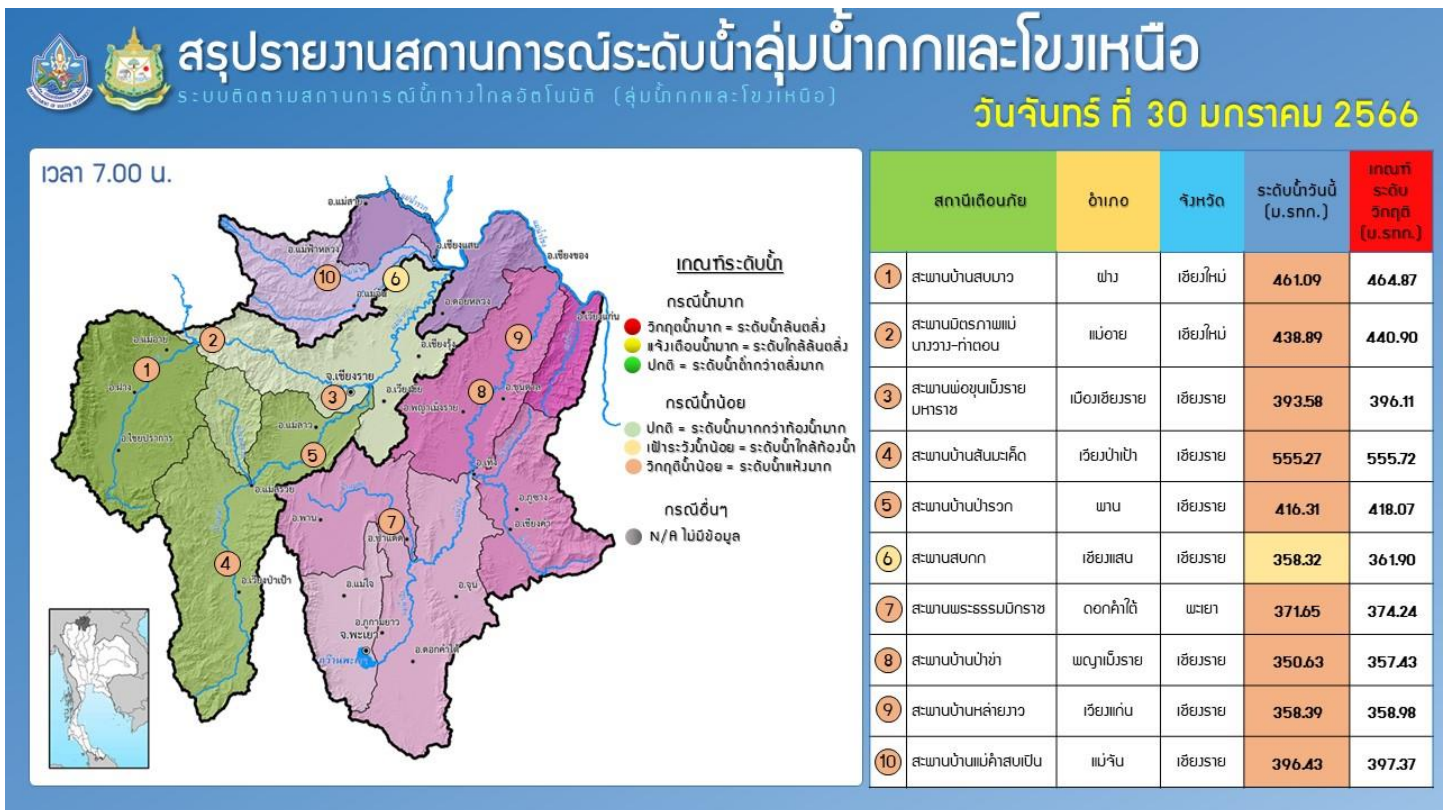 สรุปรายงานสถานการณ์ระดับน้ำลุ่มน้ำกกและโขงเหนือ
ระบบติดตามสถานการณ์น้ำทางไกลอัตโนมัติ (ลุ่มน้ำกกและโขงเหนือ)
วันจันทร์ ที่ 30 มกราคม 2566
เวลา 7.00 น.
อ.แม่สาย
แม่น้ำรวก
อ.แม่ฟ้าหลวง
อ.เชียงแสน
แม่น้ำโขง
อ.เชียงของ
10
6
อ.ดอยหลวง
อ.เวียงแก่น
2
9
อ.แม่อาย
อ.เชียงรุ้ง
1
จ.เชียงราย
8
อ.ขุนตาล
อ.ฝาง
3
อ.เวียงชัย
อ.พญาเม็งราย
อ.แม่ลาว
อ.ไชยปราการ
5
อ.เทิง
อ.แม่สรวย
อ.ภูซาง
อ.พาน
7
อ.เชียงคำ
อ.ป่าแดด
4
อ.เวียงป่าเป้า
อ.แม่ใจ
อ.จุน
อ.ภูกามยาว
จ.พะเยา
อ.ดอกคำใต้
กว๊านพะเยา
เกณฑ์ระดับน้ำ
กรณีน้ำมาก
วิกฤตน้ำมาก = ระดับน้ำล้นตลิ่ง
แจ้งเตือนน้ำมาก = ระดับใกล้ล้นตลิ่ง
ปกติ = ระดับน้ำต่ำกว่าตลิ่งมาก
กรณีน้ำน้อย
ปกติ = ระดับน้ำมากกว่าท้องน้ำมาก
เฝ้าระวังน้ำน้อย = ระดับน้ำใกล้ท้องน้ำ
วิกฤติน้ำน้อย = ระดับน้ำแห้งมาก
กรณีอื่นๆ
N/A ไม่มีข้อมูล
สถานีเตือนภัย อำเภอ จังหวัด ระดับน้ำวันนี้ (ม.รทก.) เกณฑ์ระดับวิกฤติ (ม.รทก.)
1 สะพานบ้านสบมาว ฝาง เชียงใหม่ 461.09 464.87
2 สะพานมิตรภาพแม่นางวาง-ท่าตอน แม่อาย เชียงใหม่ 438.89 440.90
3 สะพานพ่อขุนเม็งรายมหาราช เมืองเชียงราย เชียงราย 393.58 396.11
4 สะพานบ้านสันมะเค็ด เวียงป่าเป้า เชียงราย 555.27 555.72
5 สะพานบ้านป่ารวก พาน เชียงราย 416.31 418.07
6 สะพานสบกก เชียงแสน เชียงราย 358.32 361.90
7 สะพานพระธรรมมิกราช ดอกคำใต้ พะเยา 371.65 374.24
8 สะพานบ้านป่าข่า พญาเม็งราย เชียงราย 350.63 357.43
9 สะพานบ้านหล่ายงาว เวียงแก่น เชียงราย 358.39 358.98
10 สะพานบ้านแม่คำสบเปิน แม่จัน เชียงราย 396.43 397.37